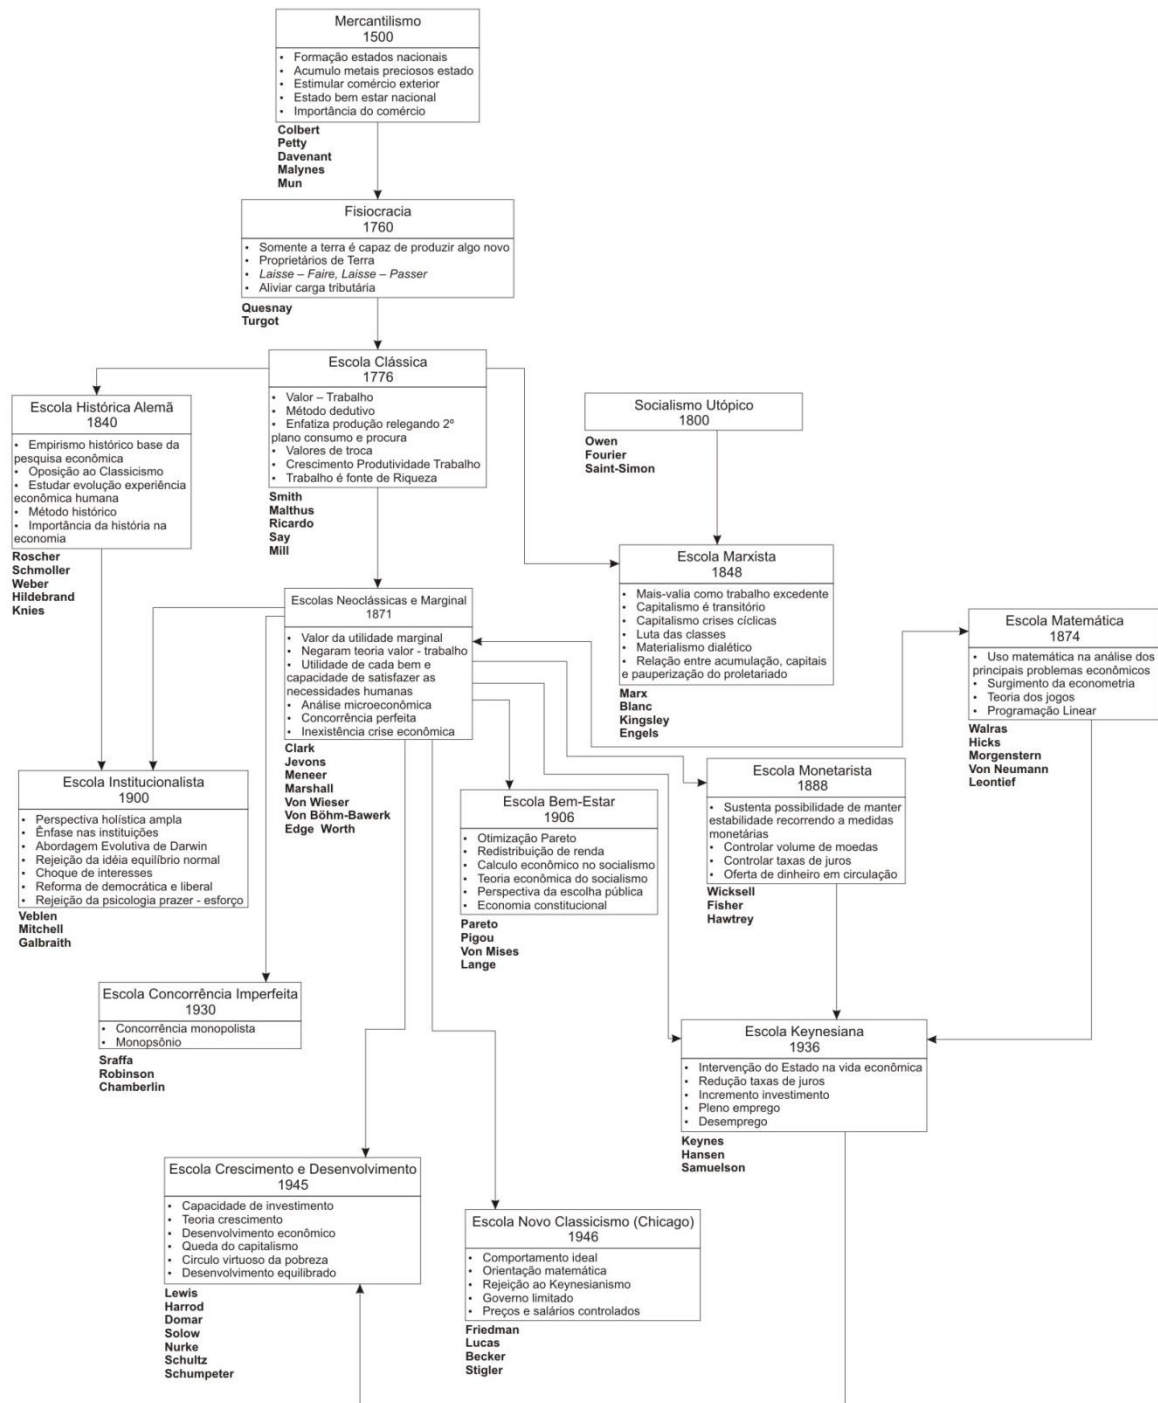 Mercantilismo
1500
• Formação estados nacionais
• Acumulo metais preciosos estado
• Estimular comércio exterior
• Estado bem estar nacional
• Importância do comércio
Colbert
Petty
Davenant
Malynes
Mun
Fisiocracia
1760
• Somente a terra é capaz de produzir algo novo
• Proprietários de Terra
• Laisse – Faire, Laisse – Passer
• Aliviar carga tributária
Quesnay
Turgot
Escola Clássica
1776
• Valor – Trabalho
• Método dedutivo
• Enfatiza produção relegando 2º
plano consumo e procura
• Valores de troca
• Crescimento Produtividade Trabalho
• Trabalho é fonte de Riqueza
Smith
Malthus
Ricardo
Say
Mill
Escola Histórica Alemã
1840
• Empirismo histórico base da
pesquisa econômica
• Oposição ao Classicismo
• Estudar evolução experiência
econômica humana
• Método histórico
• Importância da história na
economia
Roscher
Schmoller
Weber
Hildebrand
Knies
Socialismo Utópico
1800
Owen
Fourier
Saint-Simon
Escola Marxista
1848
• Mais-valia como trabalho excedente
• Capitalismo é transitório
• Capitalismo crises cíclicas
• Luta das classes
• Materialismo dialético
• Relação entre acumulação, capitais
e pauperização do proletariado
Marx
Blanc
Kingsley
Engels
Escolas Neoclássicas e Marginal
1871
• Valor da utilidade marginal
• Negaram teoria valor - trabalho
• Utilidade de cada bem e
capacidade de satisfazer as
necessidades humanas
• Análise microeconômica
• Concorrência perfeita
• Inexistência crise econômica
Clark
Jevons
Meneer
Marshall
Von Wieser
Von Böhm-Bawerk
Edge Worth
Escola Matemática
1874
• Uso matemática na análise dos
principais problemas econômicos
• Surgimento da econometria
• Teoria dos jogos
• Programação Linear
Walras
Hicks
Morgenstern
Von Neumann
Leontief
Escola Institucionalista
1900
• Perspectiva holística ampla
• Ênfase nas instituições
• Abordagem Evolutiva de Darwin
• Rejeição da idéia equilíbrio normal
• Choque de interesses
• Reforma de democrática e liberal
• Rejeição da psicologia prazer - esforço
Veblen
Mitchell
Galbraith
Escola Bem-Estar
1906
• Otimização Pareto
• Redistribuição de renda
• Calculo econômico no socialismo
• Teoria econômica do socialismo
• Perspectiva da escolha pública
• Economia constitucional
Pareto
Pigou
Von Mises
Lange
Escola Monetarista
1888
• Sustenta possibilidade de manter
estabilidade recorrendo a medidas
monetárias
• Controlar volume de moedas
• Controlar taxas de juros
• Oferta de dinheiro em circulação
Wicksell
Fisher
Hawtrey
Escola Concorrência Imperfeita
1930
• Concorrência monopolista
• Monopsônio
Sraffa
Robinson
Chamberlin
Escola Keynesiana
1936
• Intervenção do Estado na vida econômica
• Redução taxas de juros
• Incremento investimento
• Pleno emprego
• Desemprego
Keynes
Hansen
Samuelson
Escola Crescimento e Desenvolvimento
1945
• Capacidade de investimento
• Teoria crescimento
• Desenvolvimento econômico
• Queda do capitalismo
• Circulo virtuoso da pobreza
• Desenvolvimento equilibrado
Lewis
Harrod
Domar
Solow
Nurke
Schultz
Schumpeter
Escola Novo Classicismo (Chicago)
1946
• Comportamento ideal
• Orientação matemática
• Rejeição ao Keynesianismo
• Governo limitado
• Preços e salários controlados
Friedman
Lucas
Becker
Stigler